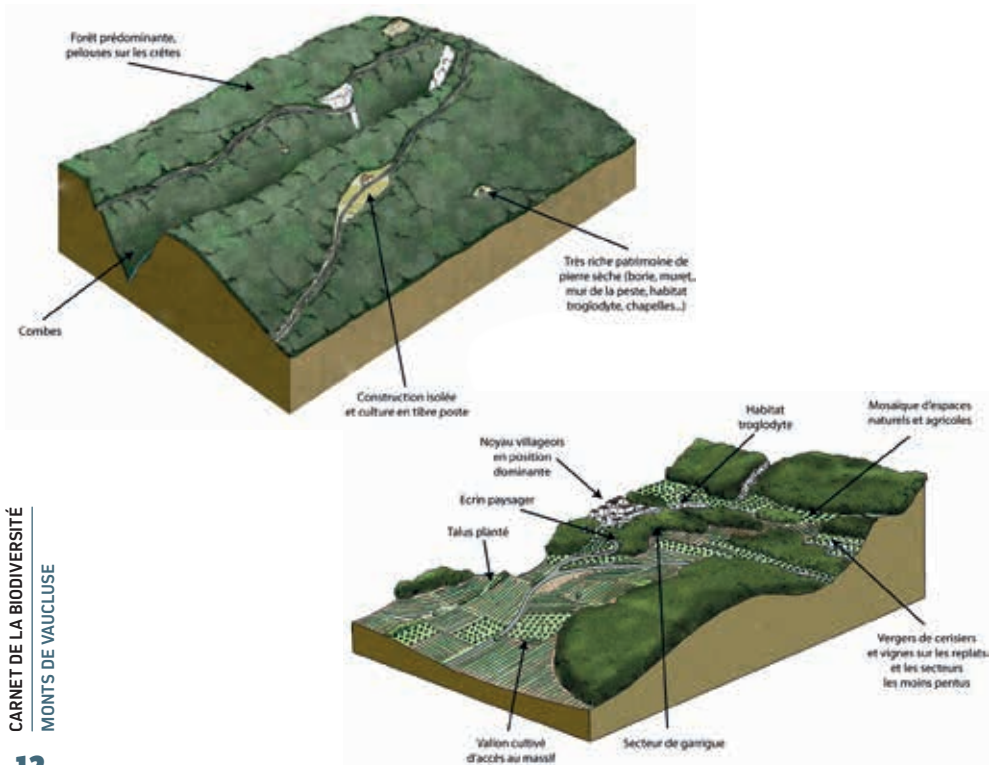 Forêt prédominante,
pelouses sur les crêtes
Très riche patrimoine de
pierre sèche (borie, muret,
mur de la peste, habitat
troglodyte, chapelles...)
Combes
Construction isolée
et culture en tibre poste
Noyau villageois
en position
dominante
Habitat
troglodyte
Mosaïque d'espaces
naturels et agricoles
Ecrin paysager
Talus planté
Vergers de cerisiers
et vignes sur les replats,
et les secteurs
les moins pentus
Vallon cultivé
d'accès au massif
Secteur de garrigue
CARNET DE LA BIODIVERSITÉ
MONTS DE VAUCLUSE
12